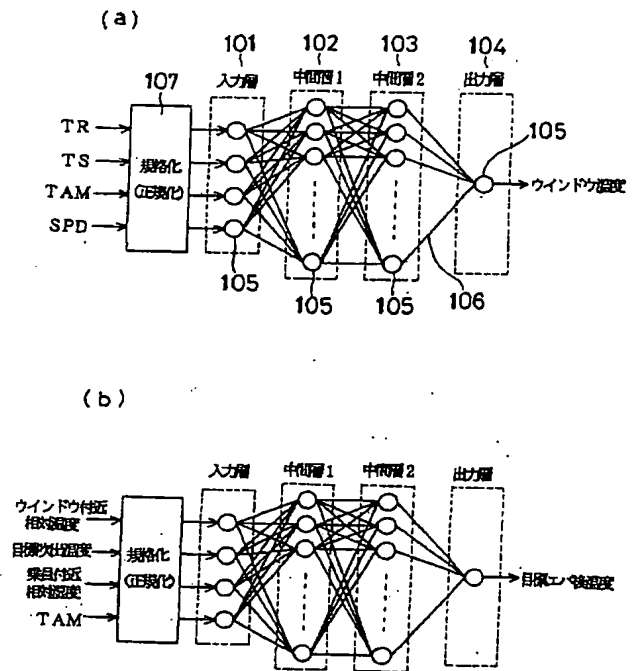 (a)
101 102 103 104
107 入力層 中間層1 中間層2 出力層
TR
TS
TAM
SPD
規格化
(正規化)
105
ウインドウ温度
105 105 105 106
(b)
入力層 中間層1 中間層2 出力層
ウインドウ付近
相対湿度
目標吹出温度
乗員付近
相対湿度
TAM
規格化
(正規化)
目標エバ後温度